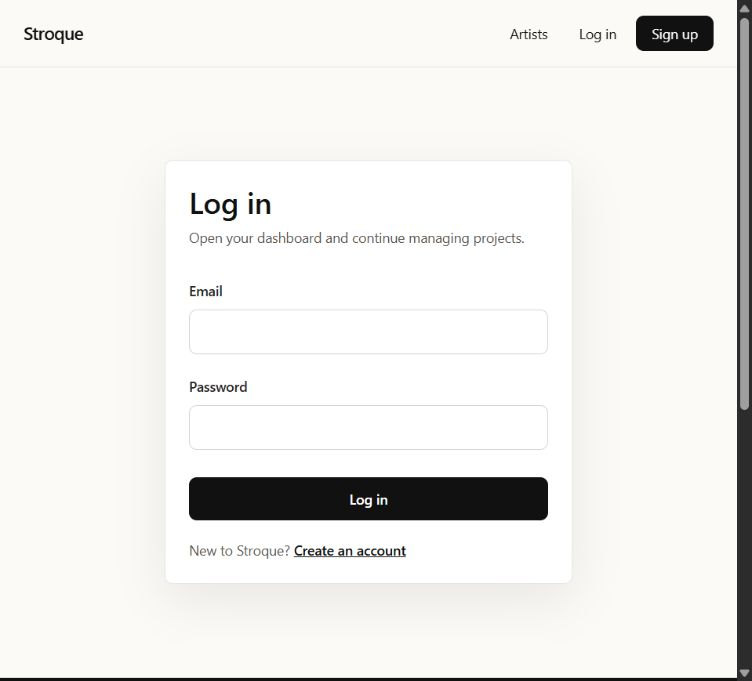 Stroque
Artists
Log in
Sign up
Log in
Open your dashboard and continue managing projects.
Email
Password
Log in
New to Stroque? Create an account